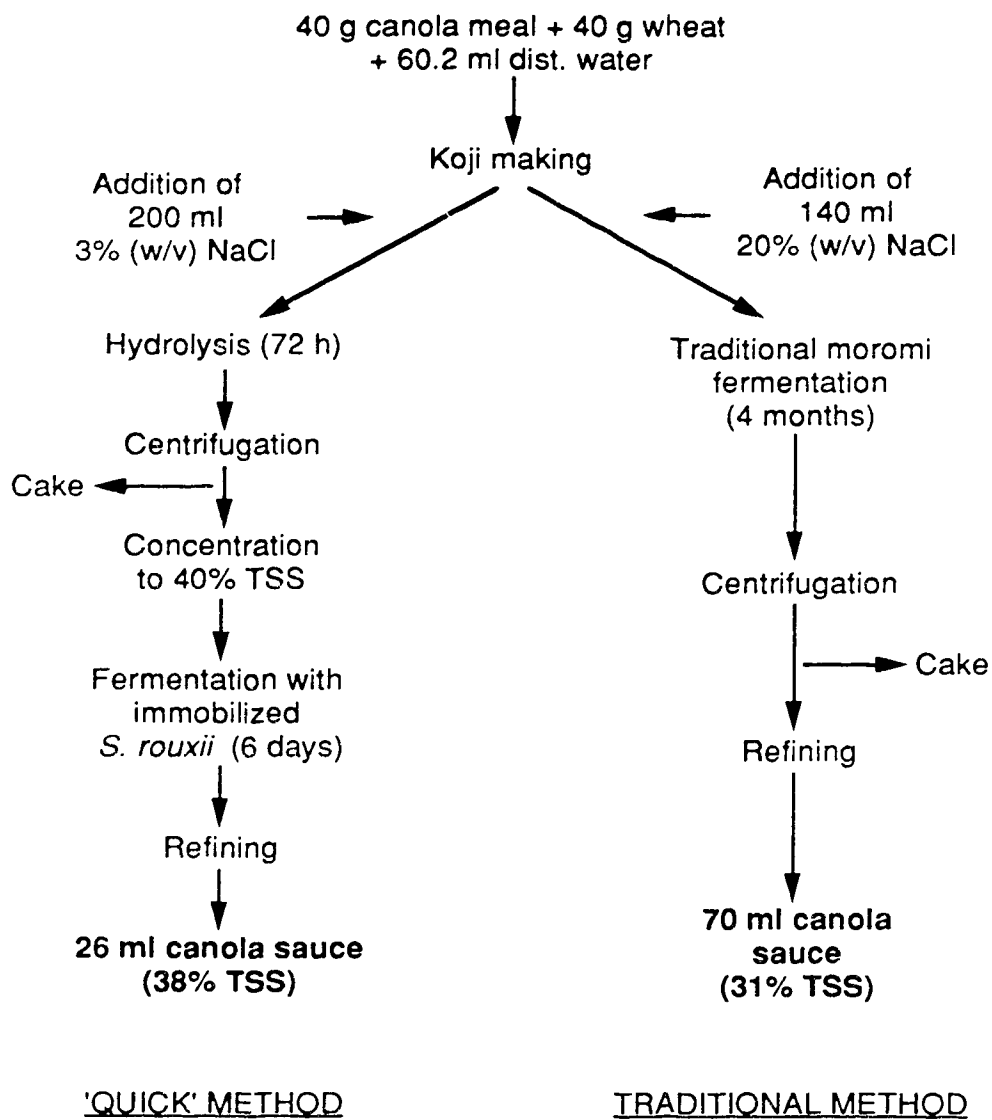 40 g canola meal + 40 g wheat
+ 60.2 ml dist. water
Koji making
Addition of
200 ml
3% (w/v) NaCl
Addition of
140 ml
20% (w/v) NaCl
Hydrolysis (72 h)
Centrifugation
Cake
Concentration
to 40% TSS
Fermentation with
immobilized
S. rouxii (6 days)
Refining
26 ml canola sauce
(38% TSS)
'QUICK' METHOD
Traditional moromi
fermentation
(4 months)
Centrifugation
Cake
Refining
70 ml canola
sauce
(31% TSS)
TRADITIONAL METHOD